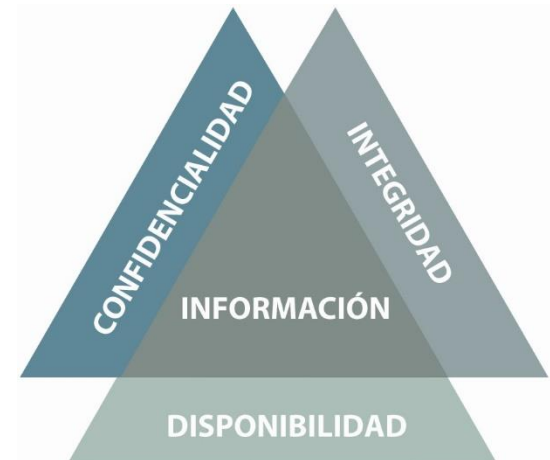 CONFIDENCIALIDAD
INTEGRIDAD
INFORMACIÓN
DISPONIBILIDAD